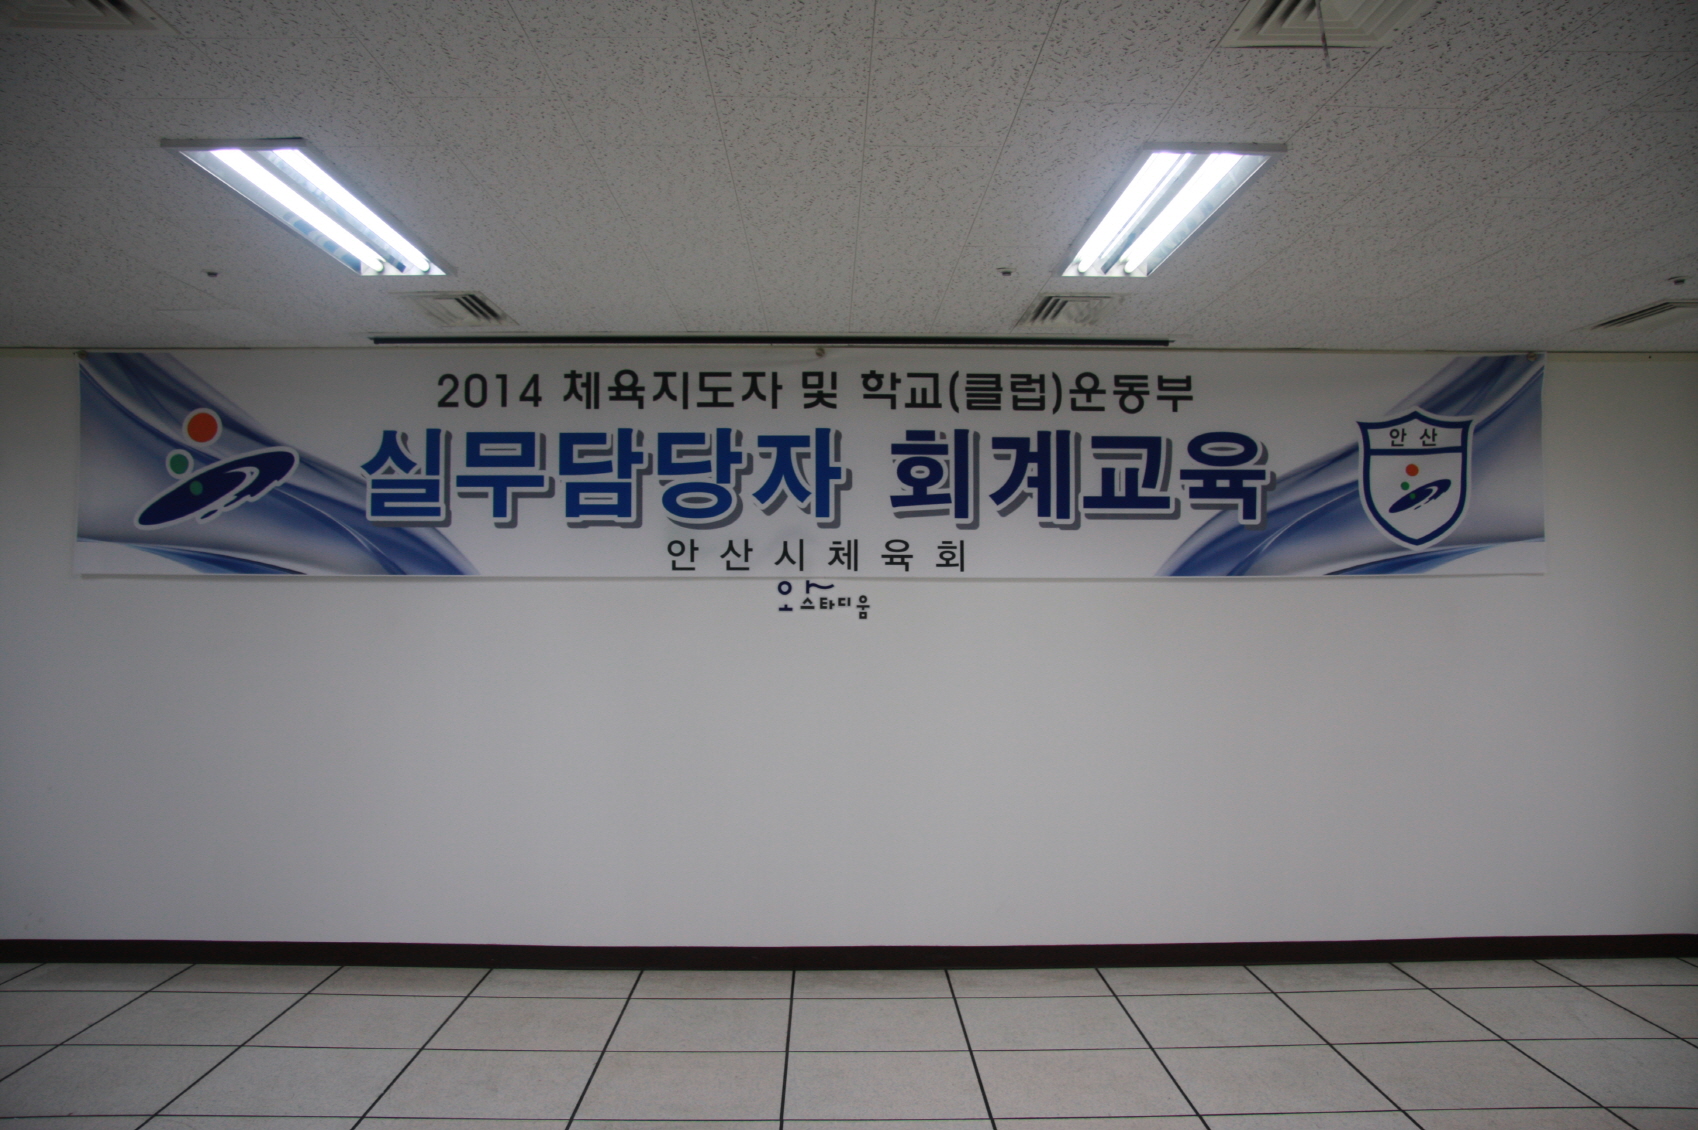 2014 체육지도자 및 학교(클럽)운동부
실무담당자 회계교육
안산시체육회
안산
와~
스타디움